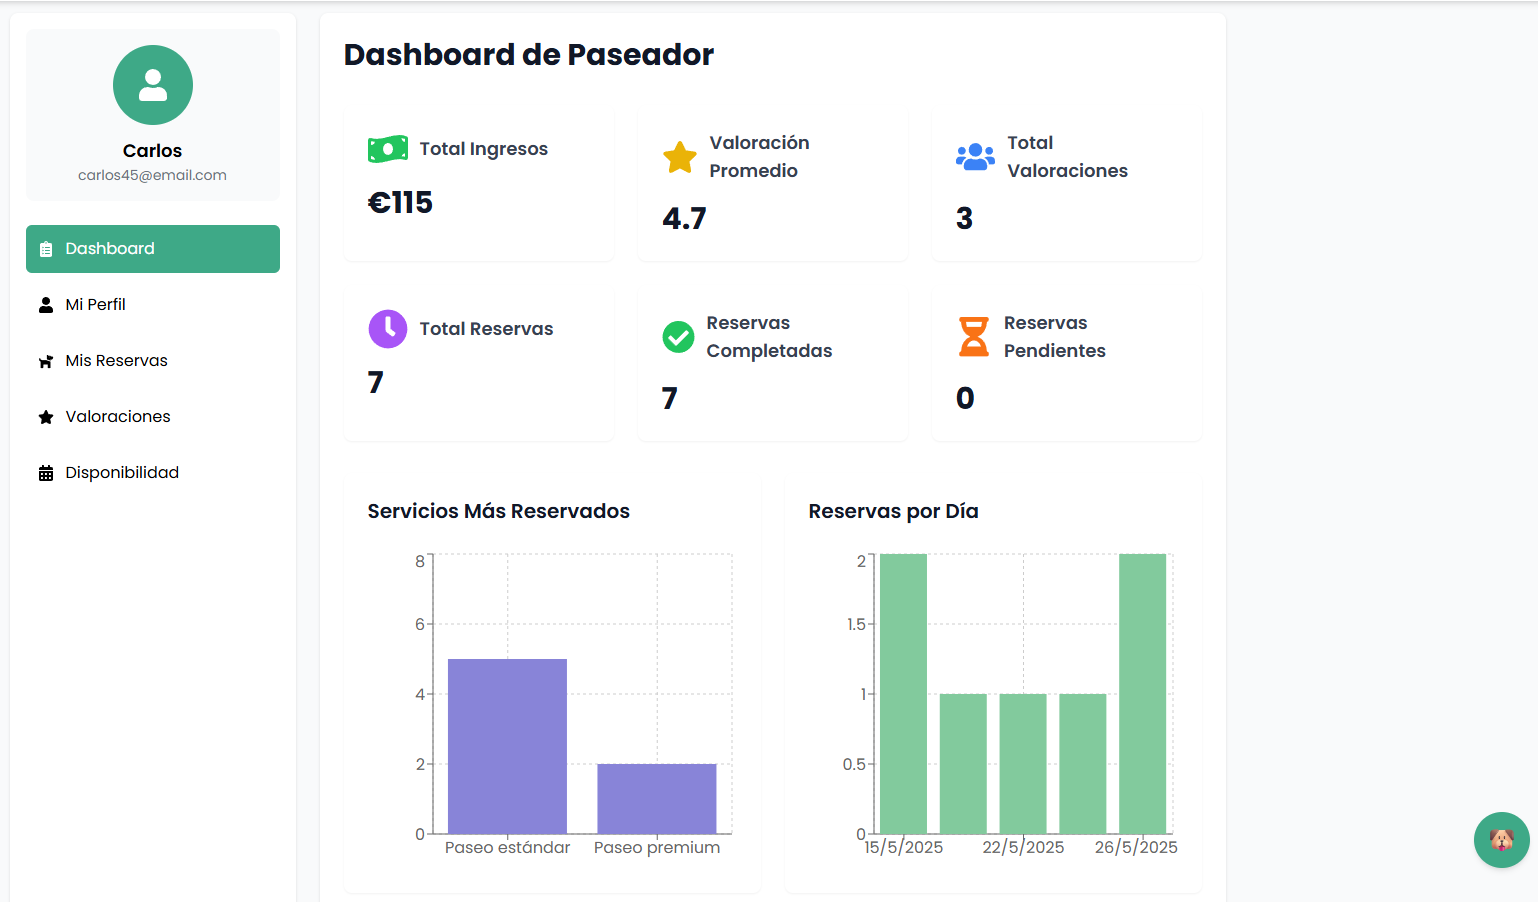 Carlos
carlos45@email.com
Dashboard
Mi Perfil
Mis Reservas
Valoraciones
Disponibilidad
Dashboard de Paseador
Total Ingresos
€115
Valoración
Promedio
4.7
Total
Valoraciones
3
Total Reservas
7
Reservas
Completadas
7
Reservas
Pendientes
0
Servicios Más Reservados
8
6
4
2
0
Paseo estándar
Paseo premium
Reservas por Día
2
1.5
1
0.5
0
15/5/2025
22/5/2025
26/5/2025